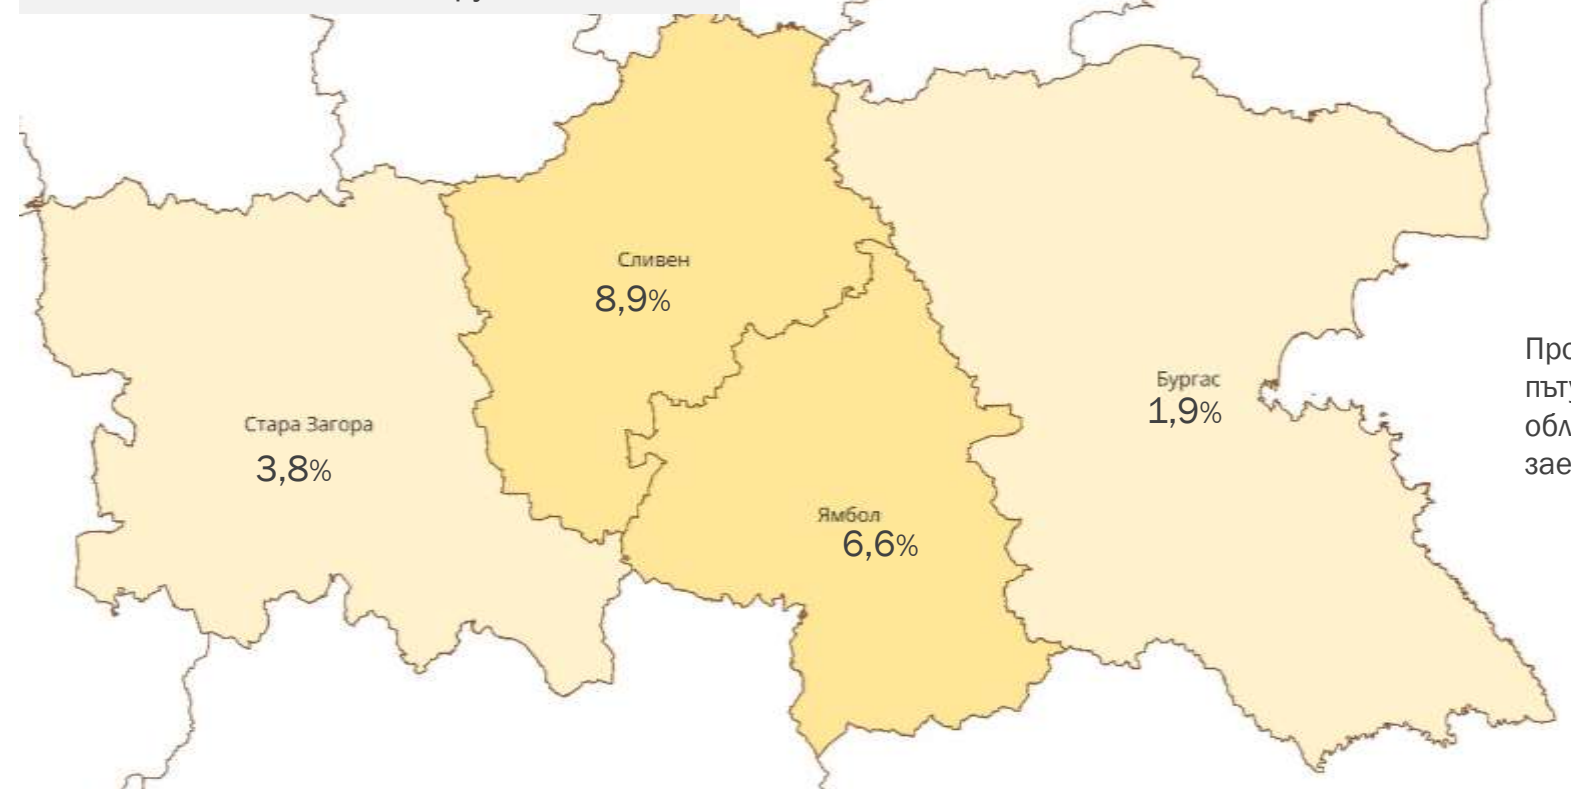 Сливен
8,9%
Бургас
1,9%
Стара Загора
3,8%
Ямбол
6,6%